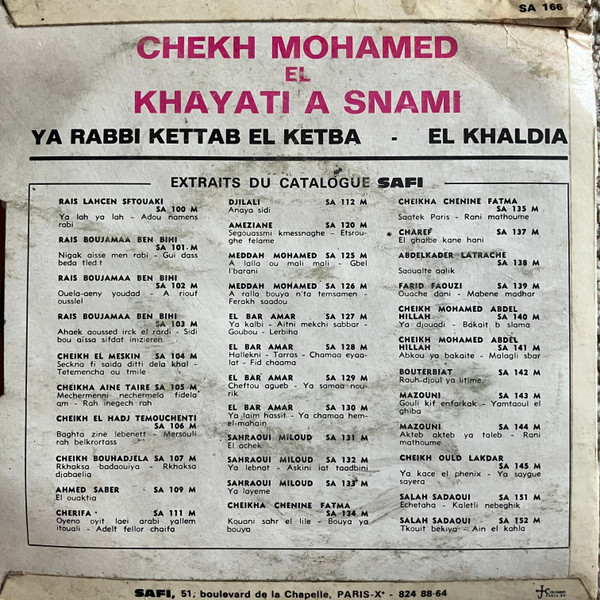 SA 166
CHEKH MOHAMED
EL
KHAYATI A SNAMI
YA RABBI KETTAB EL KETBA - EL KHALDIA
EXTRAITS DU CATALOGUE SAFI
RAIS LAHCEN SFTOUAKI
SA 100 M
Ya lah ya lah - Adou namens
rabi
RAIS BOUJAMAA BEN BIHI
SA 101 M
Nigak aisse men rabi - Gui dass
beda tled t
RAIS BOUJAMAA BEN BIHI
SA 102 M
Ouela-aeny youdad - A riouf
ousslel
RAIS BOUJAMAA BEN BIHI
SA 103 M
Ahaek aoussed irck el rardi - Sidi
bou aissa sifdat inizieren
CHEIKH EL MESKIN SA 104 M
Seckna fi saida ditti dela khal -
Tetemencha ou tmile
CHEIKHA AINE TAIRE SA 105 M
Mechermenni nechermela fidela
am - Rah inegech rah
CHEIKH EL HADJ TEMOUCHENTI
SA 106 M
Baghta zine lebenett - Mersouli
rah belkrortass
CHEIKH BOUHADJELA SA 107 M
Rkhaksa badaouiya - Rkhaksa
djabaelia
AHMED SABER SA 109 M
El ouaktia
CHERIFA SA 111 M
Oyeno oyit laei arabi yallem
itouali - Adelt fellor chaifa
DJILALI SA 112 M
Anaya sidi
AMEZIANE SA 120 M
Segouassmi kmessnaghe - Etsrou-
ghe felame
MEDDAH MOHAMED SA 125 M
A lalla ou mali mali - Gbel
l'barani
MEDDAH MOHAMED SA 126 M
A ralla bouya n'ta temsamen -
Ferakh saadou
EL BAR AMAR SA 127 M
Ya kalbi - Aitni mekchi sabbar -
Goubou - Lerbiha
EL BAR AMAR SA 128 M
Hallekni - Tarras - Chamaa eyaa-
lat - Fid chaama
EL BAR AMAR SA 129 M
Cheftou agueb - Ya samaa nou-
rik
EL BAR AMAR SA 130 M
Ya laim hassit - Ya chamaa hem-
el-mahain
SAHRAOUI MILOUD SA 131 M
El achek
SAHRAOUI MILOUD SA 132 M
Ya lebnat - Askini iat taadbini
SAHRAOUI MILOUD SA 133 M
Ya layeme
CHEIKHA CHENINE FATMA
SA 134 M
Kouani sahr el lile - Bouya ya
bouya
CHEIKHA CHENINE FATMA
SA 135 M
Saatek Paris - Rani mathoume
CHAREF SA 137 M
El ghalbe kane hani
ABDELKADER LATRACHE
SA 138 M
Saoualte aalik
FARID FAOUZI SA 139 M
Ouache dani - Mabene madhar
CHEIKH MOHAMED ABDEL
HILLAH SA 140 M
Ya djouadi - Bakait b slama
CHEIKH MOHAMED ABDEL
HILLAH SA 141 M
Abkou ya bakaite - Malagli sbar
BOUTERBIAT SA 142 M
Rauh-djoul ya litime
MAZOUNI SA 143 M
Gouli kif enfarkak - Yamtaoul el
ghiba
MAZOUNI SA 144 M
Akteb akteb ya taleb - Rani
mathoume
CHEIKH OULD LAKDAR
SA 145 M
Ya kace el phenix - Ya saygue
sayera
SALAH SADAOUI SA 151 M
Echetaha - Kaletli nebeghik
SALAH SADAOUI SA 152 M
Tkouit bekiya - Ain el kahla
SAFI, 51, boulevard de la Chapelle, PARIS-Xe - 824 88-64